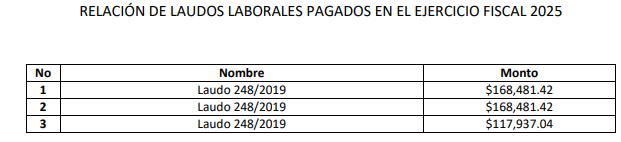 RELACIÓN DE LAUDOS LABORALES PAGADOS EN EL EJERCICIO FISCAL 2025
No Nombre Monto
1 Laudo 248/2019 $168,481.42
2 Laudo 248/2019 $168,481.42
3 Laudo 248/2019 $117,937.04